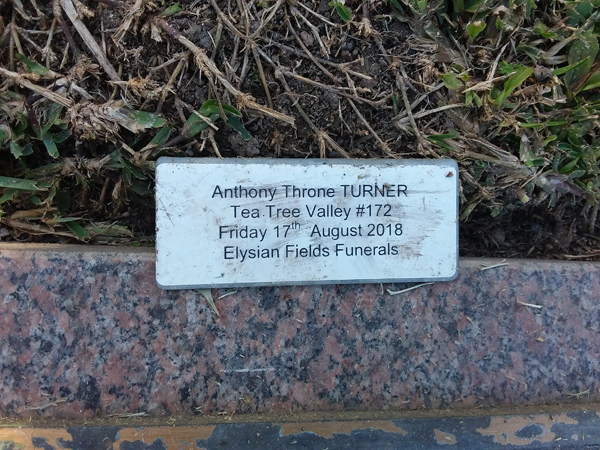 Anthony Throne TURNER
Tea Tree Valley #172
Friday 17th August 2018
Elysian Fields Funerals